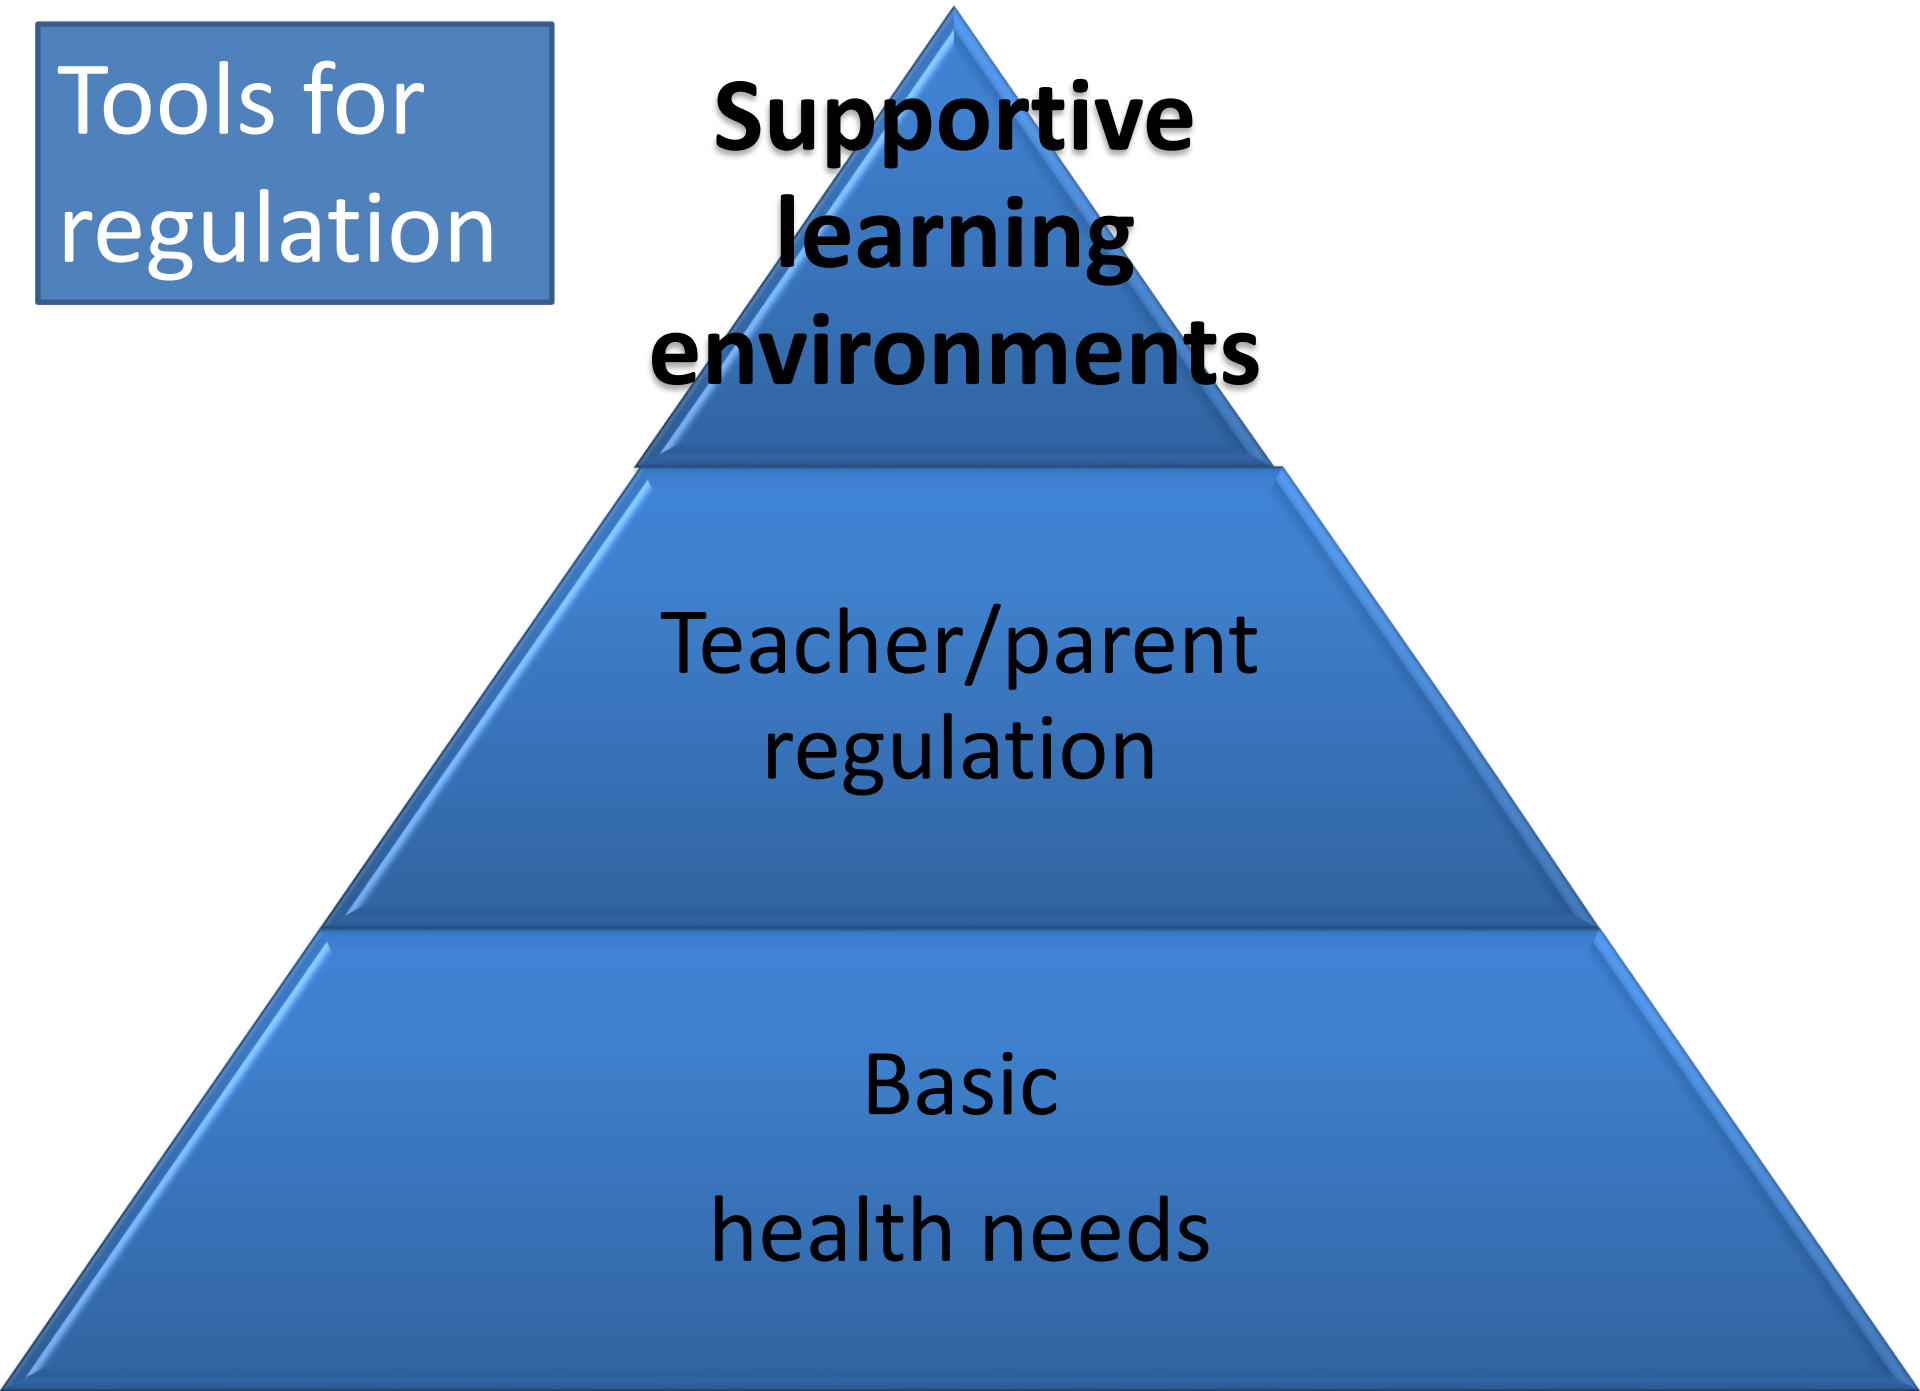 Tools for
regulation
Supportive
learning
environments
Teacher/parent
regulation
Basic
health needs